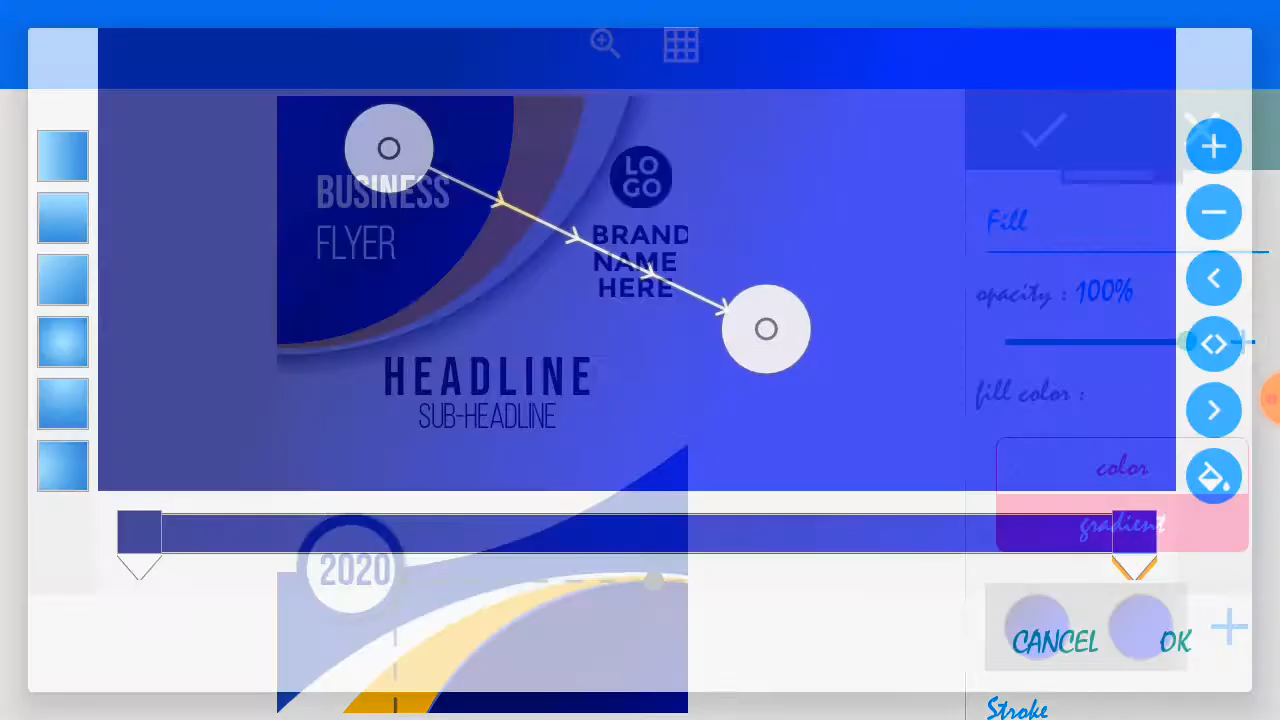 LO
GO
BUSINESS
FLYER
BRAND
NAME
HERE
Fill
opacity : 100%
HEADLINE
SUB-HEADLINE
fill color :
color
gradient
2020
CANCEL
OK
Stroke